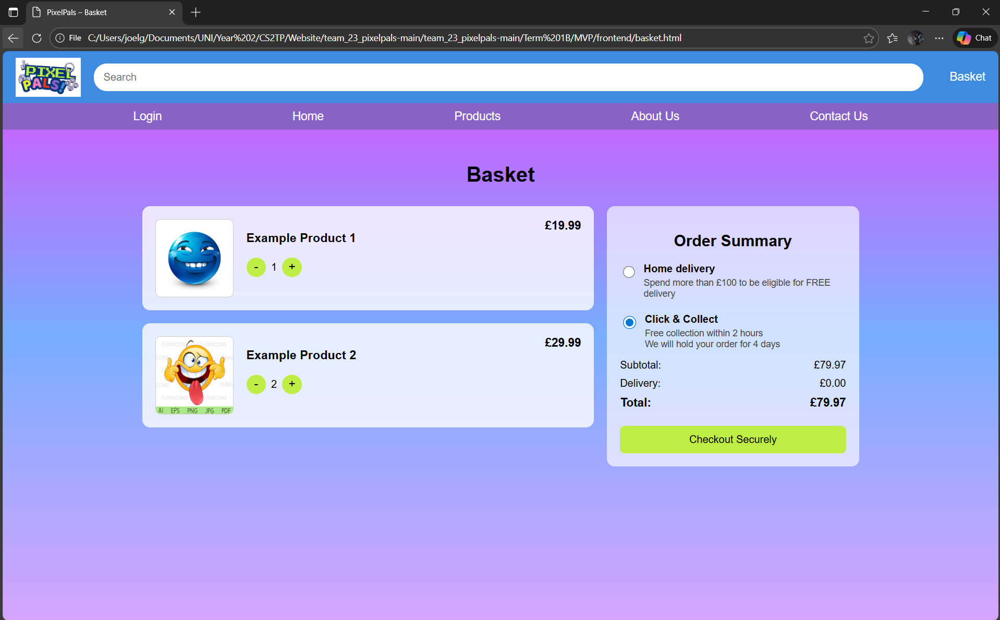 PixelPals – Basket
File C:/Users/joelg/Documents/UNI/Year%202/CS2TP/Website/team_23_pixelpals-main/team_23_pixelpals-main/Term%201B/MVP/frontend/basket.html
Chat
PIXEL
PALS!
Search
Basket
Login
Home
Products
About Us
Contact Us
Basket
Example Product 1
£19.99
- 1 +
FUNNICONS
FUNNICONS
FUNNICONS
FUNNICONS
AI EPS PNG JPG PDF
Example Product 2
£29.99
- 2 +
Order Summary
Home delivery
Spend more than £100 to be eligible for FREE
delivery
Click & Collect
Free collection within 2 hours
We will hold your order for 4 days
Subtotal: £79.97
Delivery: £0.00
Total: £79.97
Checkout Securely